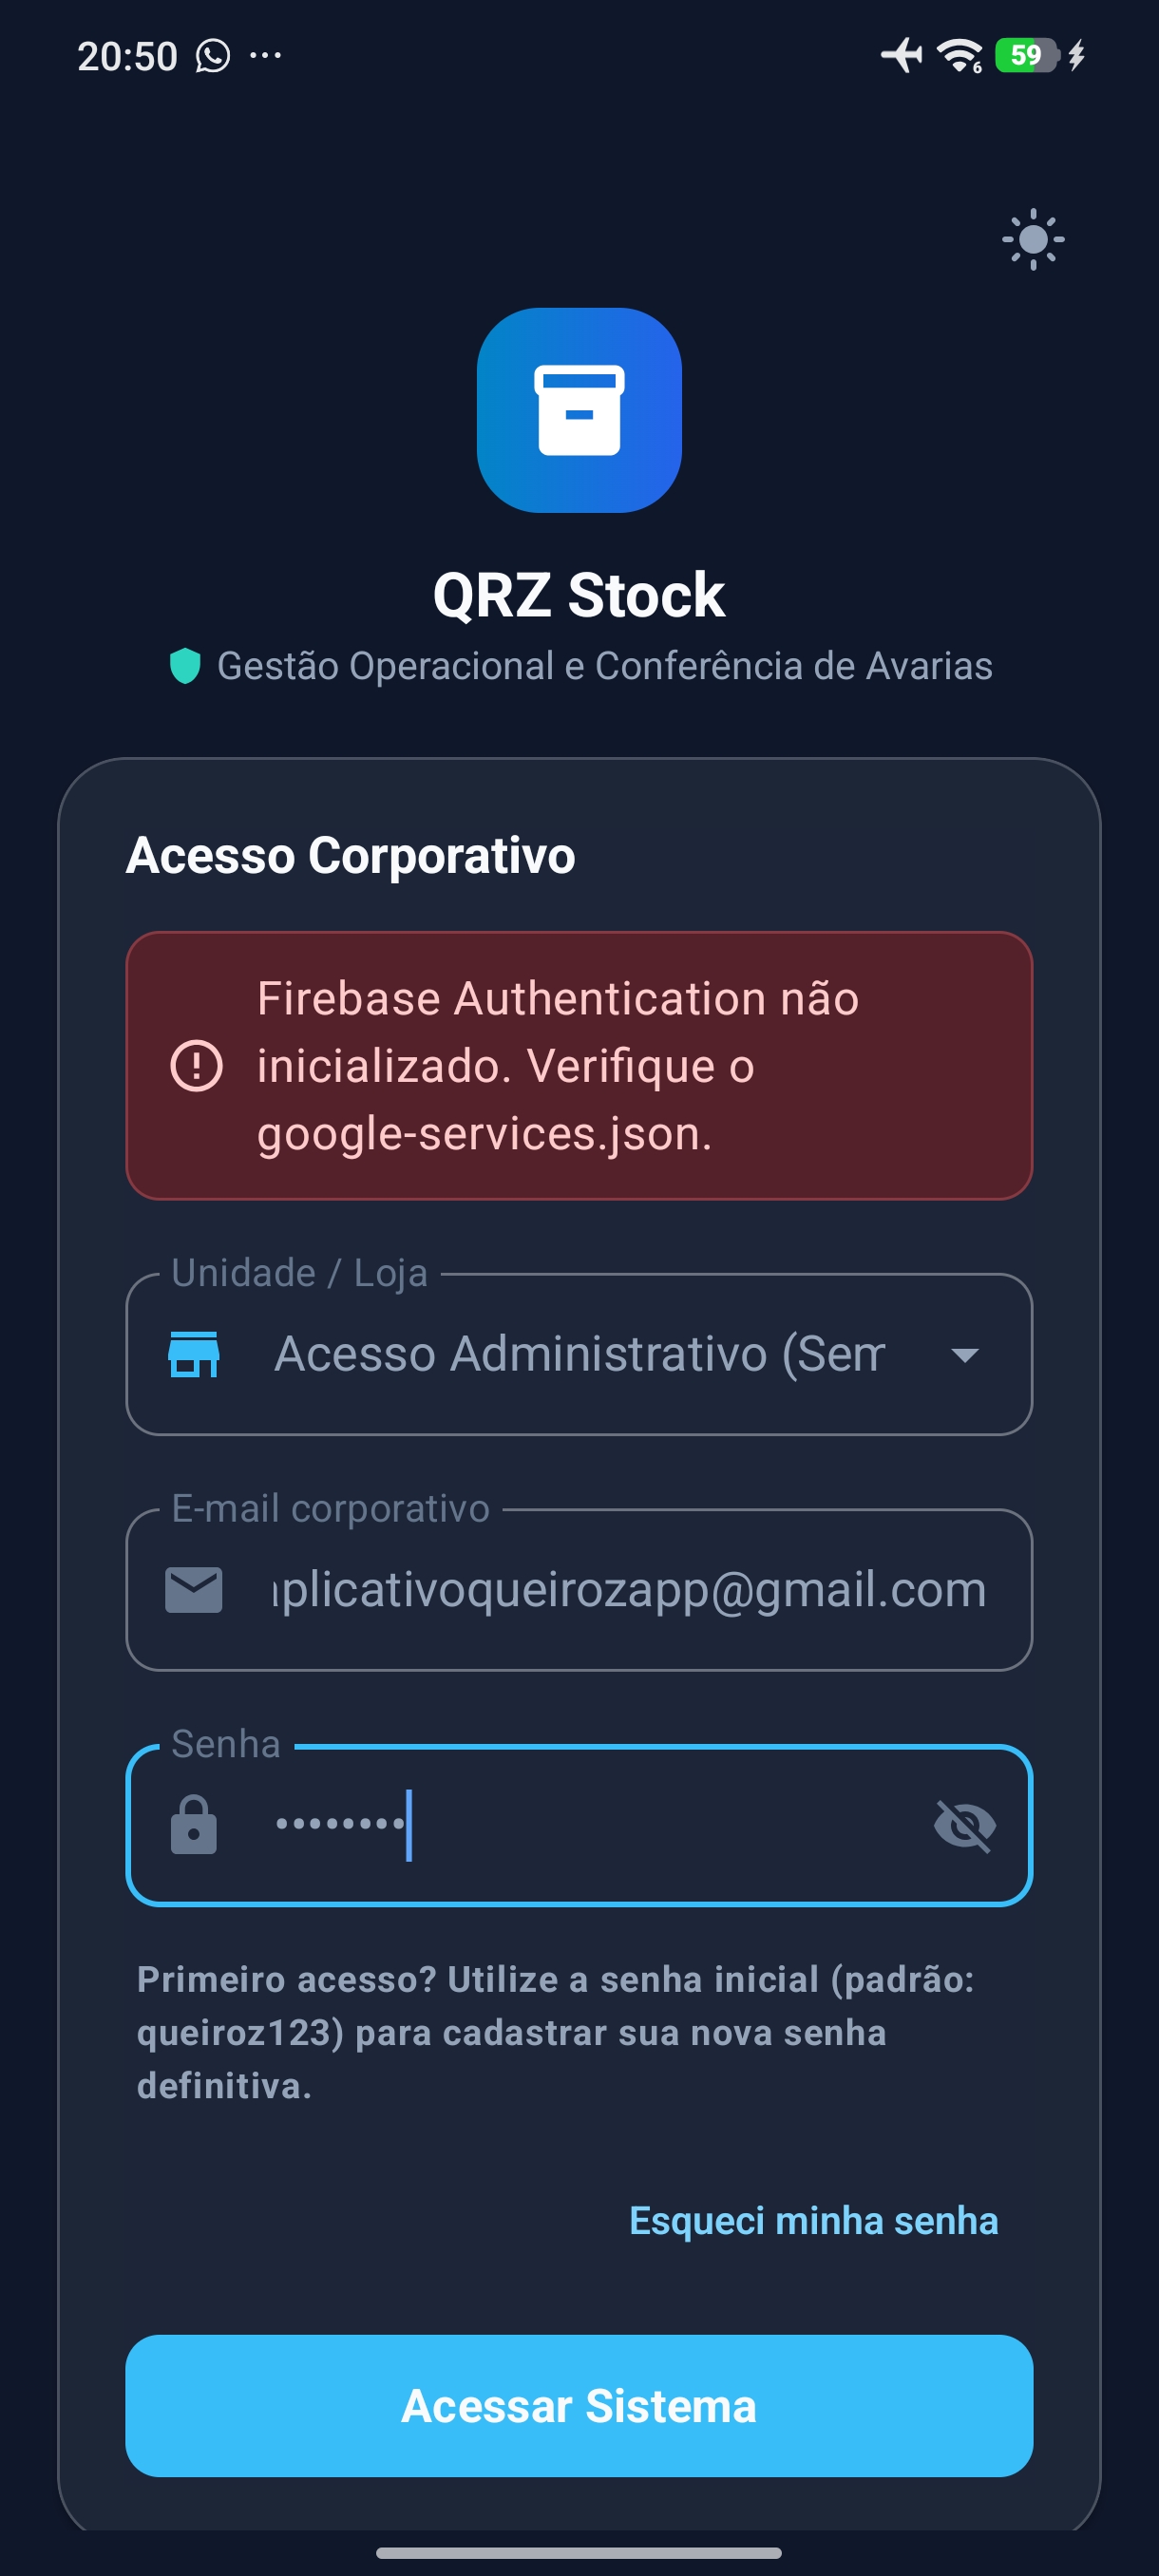 20:50
6
59
QRZ Stock
Gestão Operacional e Conferência de Avarias
Acesso Corporativo
Firebase Authentication não
inicializado. Verifique o
google-services.json.
Unidade / Loja
Acesso Administrativo
E-mail corporativo
plicativoqueirozapp@gmail.com
Senha
Primeiro acesso? Utilize a senha inicial (padrão:
queiroz123) para cadastrar sua nova senha
definitiva.
Esqueci minha senha
Acessar Sistema